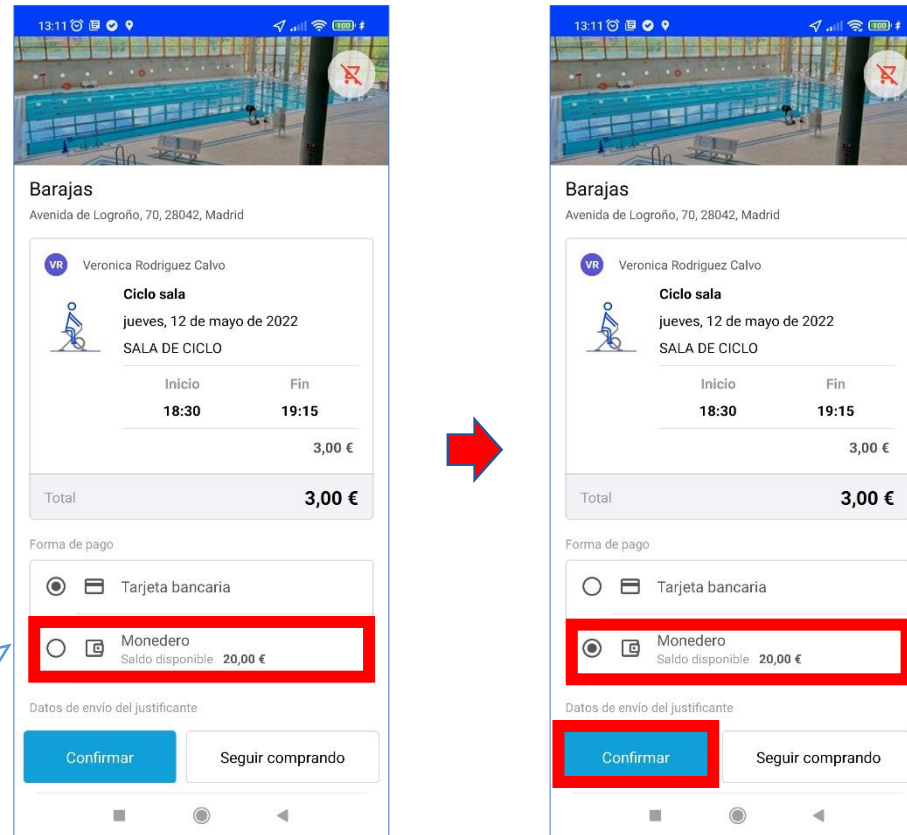 13:11
100
Barajas
Avenida de Logroño, 70, 28042, Madrid
VR Veronica Rodriguez Calvo
Ciclo sala
jueves, 12 de mayo de 2022
SALA DE CICLO
Inicio Fin
18:30 19:15
3,00 €
Total 3,00 €
Forma de pago
Tarjeta bancaria
Monedero
Saldo disponible 20,00 €
Datos de envío del justificante
Confirmar Seguir comprando
13:11
100
Barajas
Avenida de Logroño, 70, 28042, Madrid
VR Veronica Rodriguez Calvo
Ciclo sala
jueves, 12 de mayo de 2022
SALA DE CICLO
Inicio Fin
18:30 19:15
3,00 €
Total 3,00 €
Forma de pago
Tarjeta bancaria
Monedero
Saldo disponible 20,00 €
Datos de envío del justificante
Confirmar Seguir comprando